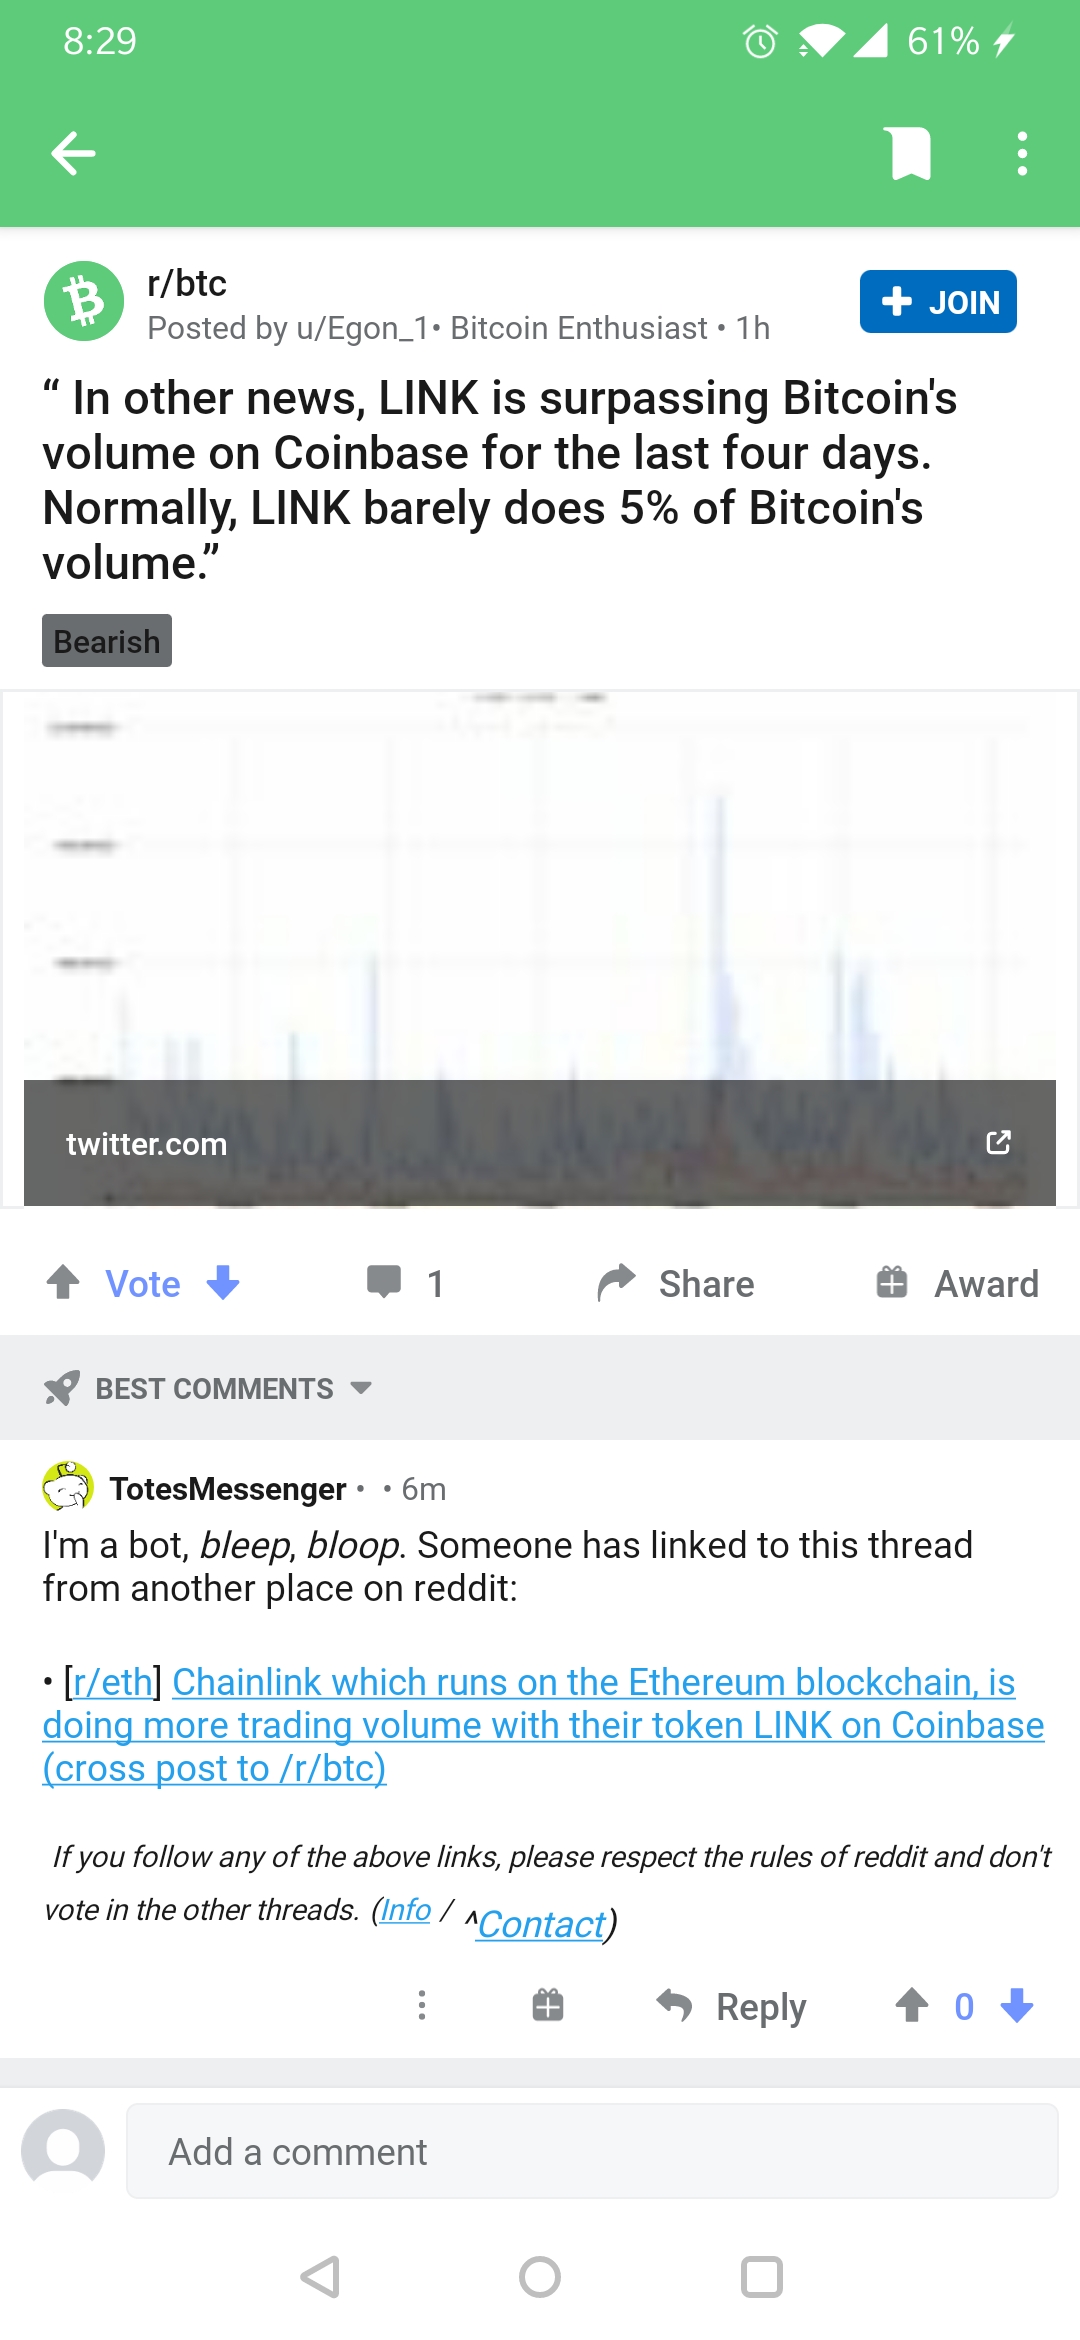 8:29
61%
r/btc
Posted by u/Egon_1• Bitcoin Enthusiast • 1h
JOIN
“ In other news, LINK is surpassing Bitcoin's
volume on Coinbase for the last four days.
Normally, LINK barely does 5% of Bitcoin's
volume.”
Bearish
twitter.com
Vote
1
Share
Award
BEST COMMENTS
TotesMessenger • • 6m
I'm a bot, bleep, bloop. Someone has linked to this thread
from another place on reddit:
• [r/eth] Chainlink which runs on the Ethereum blockchain, is
doing more trading volume with their token LINK on Coinbase
(cross post to /r/btc)
If you follow any of the above links, please respect the rules of reddit and don't
vote in the other threads. (Info / ^Contact)
Reply
0
Add a comment